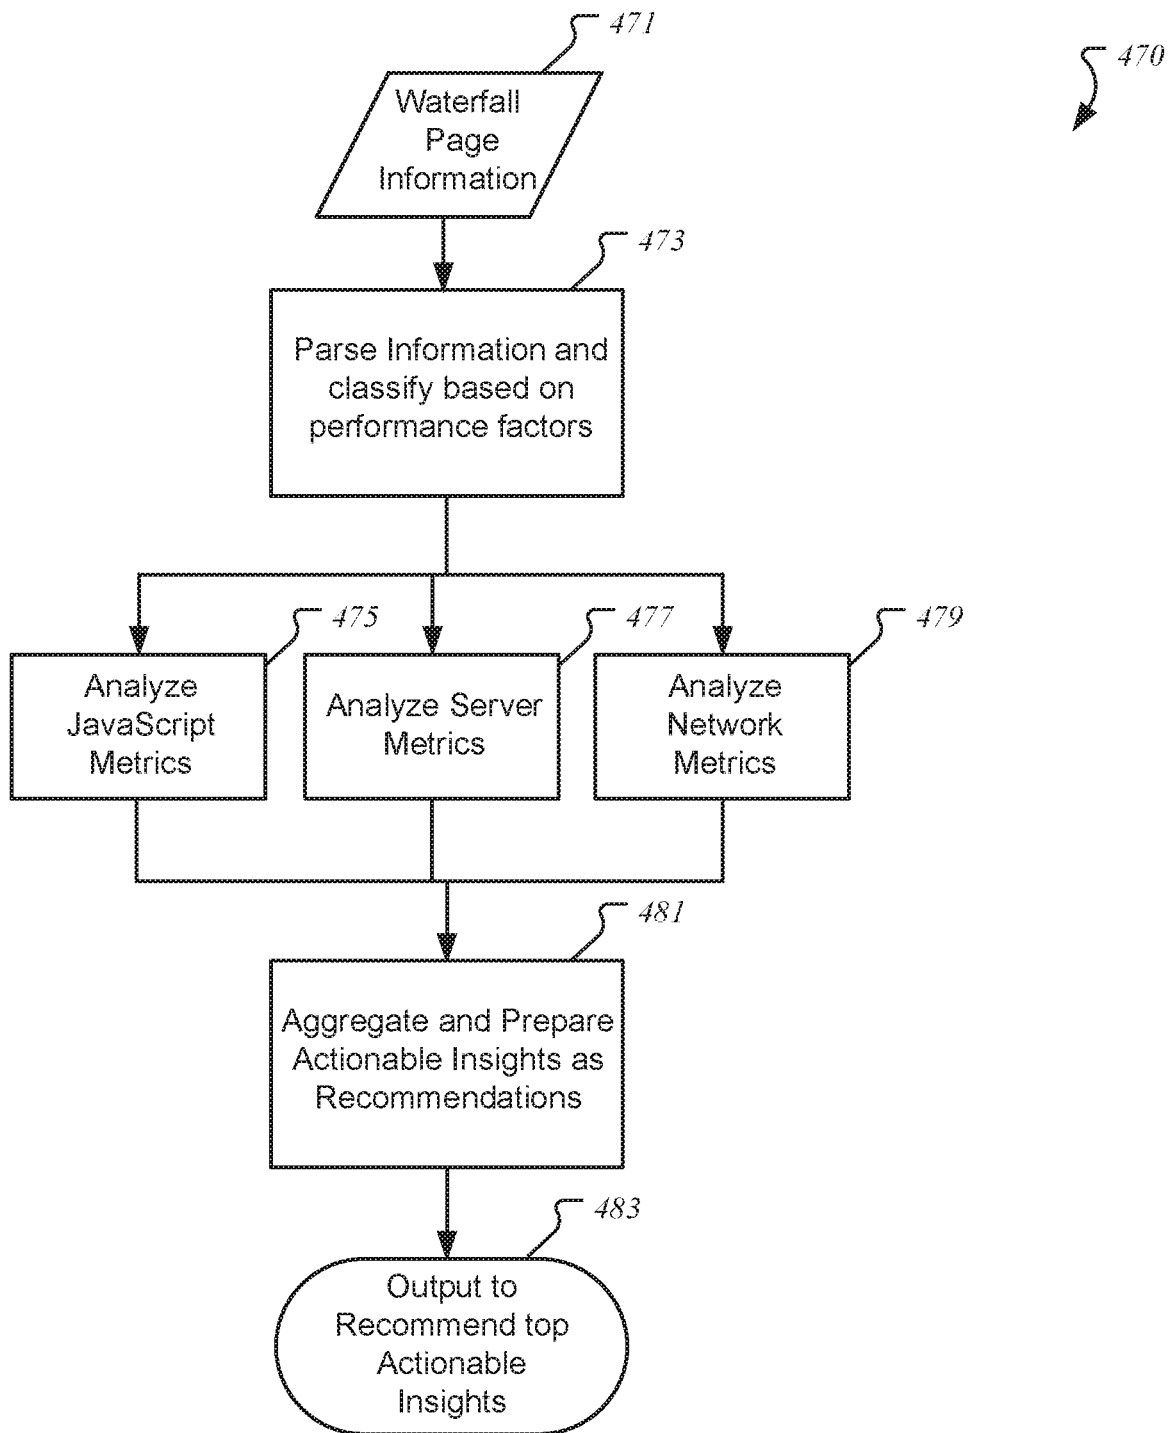 471
470
Waterfall
Page
Information
473
Parse Information and
classify based on
performance factors
475
477
479
Analyze
JavaScript
Metrics
Analyze Server
Metrics
Analyze
Network
Metrics
481
Aggregate and Prepare
Actionable Insights as
Recommendations
483
Output to
Recommend top
Actionable
Insights